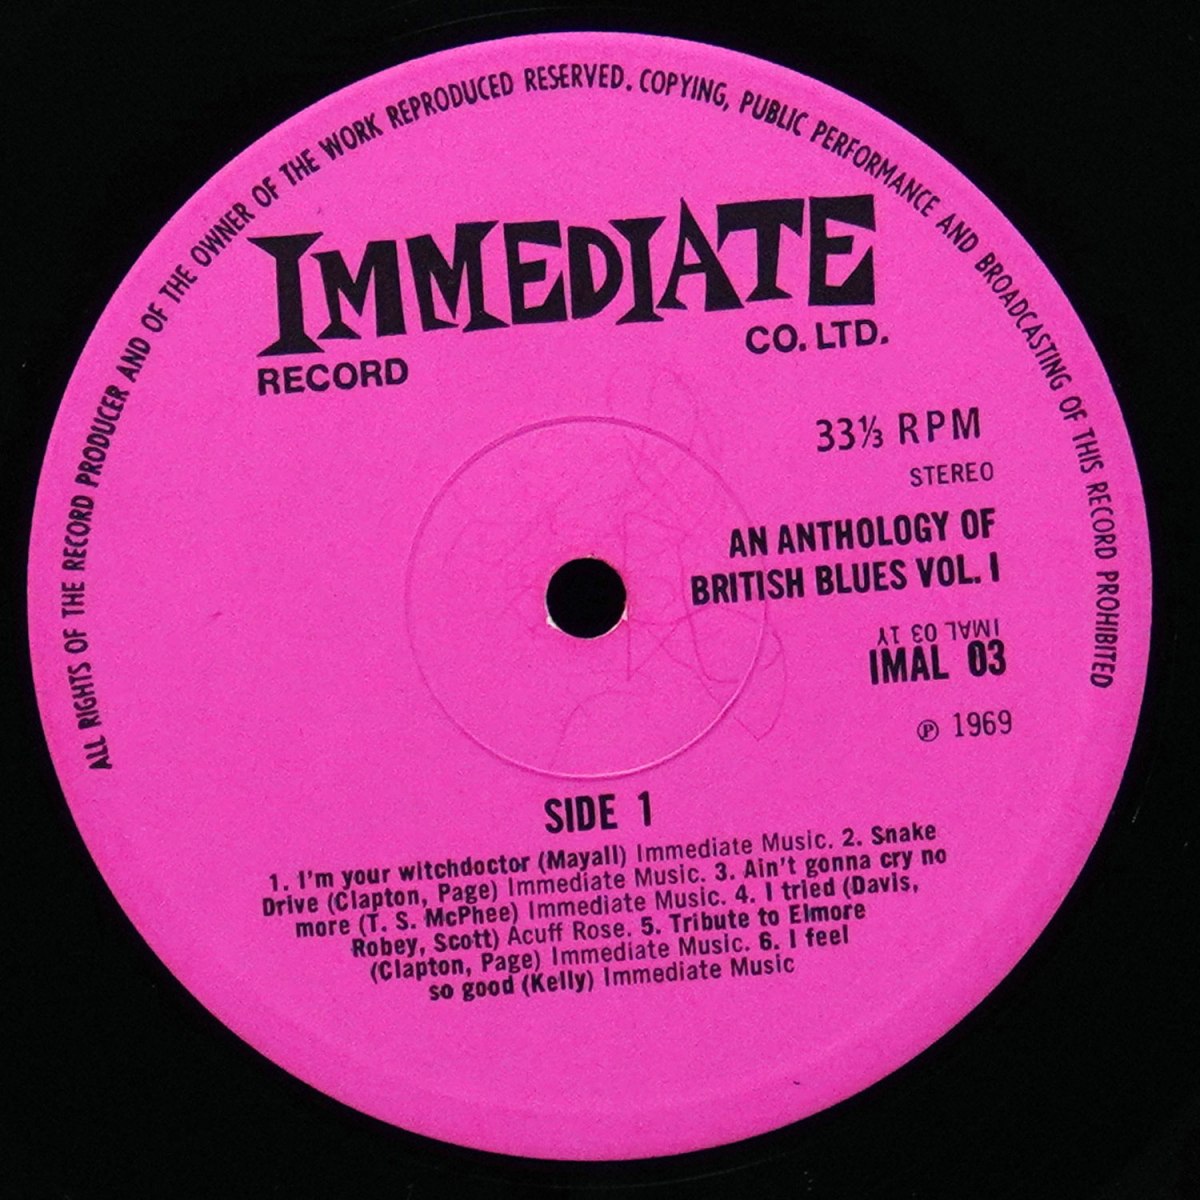 ALL RIGHTS OF THE RECORD PRODUCER AND OF THE OWNER OF THE WORK REPRODUCED RESERVED. COPYING, PUBLIC PERFORMANCE AND BROADCASTING OF THIS RECORD PROHIBITED
IMMEDIATE
RECORD CO. LTD.
33⅓ RPM
STEREO
AN ANTHOLOGY OF
BRITISH BLUES VOL. I
IMAL 03 1Y
IMAL 03
℗ 1969
SIDE 1
1. I'm your witchdoctor (Mayall) Immediate Music. 2. Snake
Drive (Clapton, Page) Immediate Music. 3. Ain't gonna cry no
more (T. S. McPhee) Immediate Music. 4. I tried (Davis,
Robey, Scott) Acuff Rose. 5. Tribute to Elmore
(Clapton, Page) Immediate Music. 6. I feel
so good (Kelly) Immediate Music